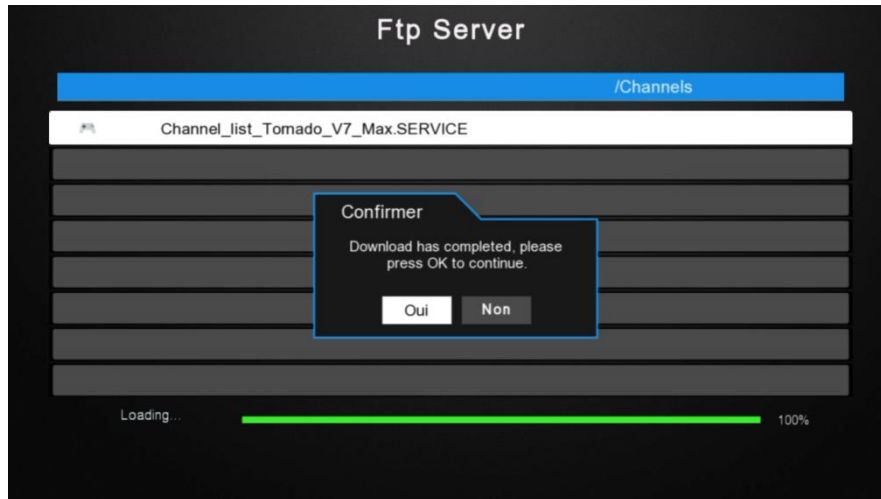 Ftp Server
/Channels
Channel_list_Tornado_V7_Max.SERVICE
Confirmer
Download has completed, please
press OK to continue.
Oui
Non
Loading...
100%